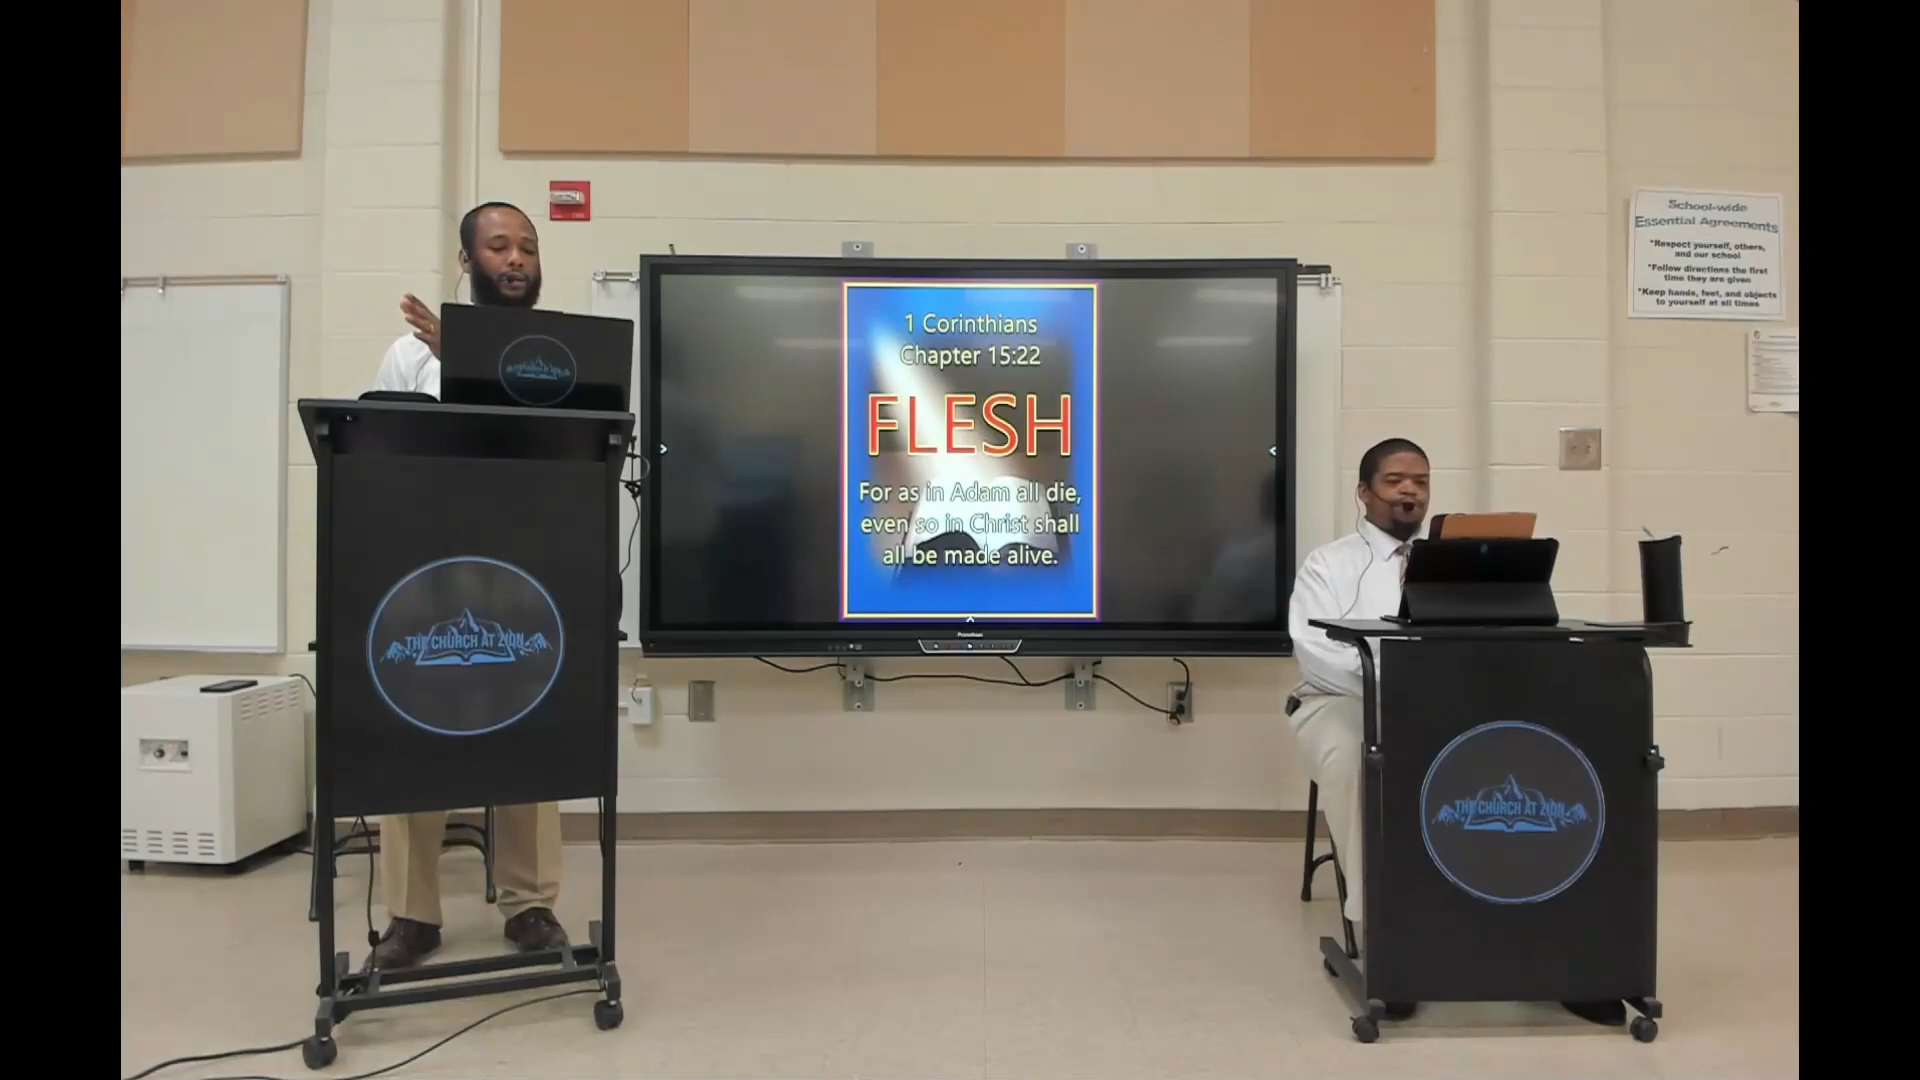 School-wide
Essential Agreements
*Respect yourself, others,
and our school
*Follow directions the first
time they are given
*Keep hands, feet, and objects
to yourself at all times
1 Corinthians
Chapter 15:22
FLESH
For as in Adam all die,
even so in Christ shall
all be made alive.
Promethean
THE CHURCH AT ZION
THE CHURCH AT ZION